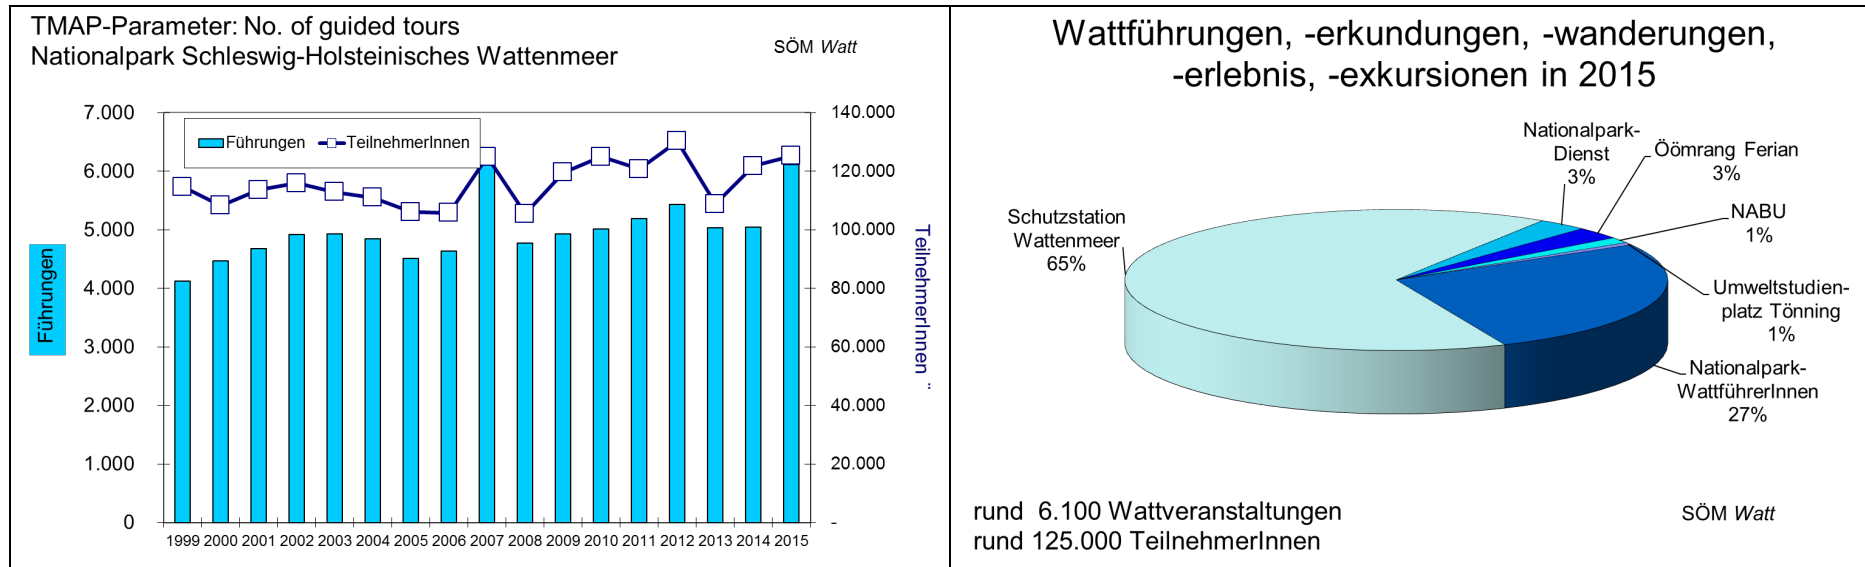 TMAP-Parameter: No. of guided tours
Nationalpark Schleswig-Holsteinisches Wattenmeer
SÖM Watt
7.000
6.000
5.000
4.000
3.000
2.000
1.000
0
Führungen
Führungen
TeilnehmerInnen
140.000
120.000
100.000
80.000
60.000
40.000
20.000
-
TeilnehmerInnen ¨
1999 2000 2001 2002 2003 2004 2005 2006 2007 2008 2009 2010 2011 2012 2013 2014 2015
Wattführungen, -erkundungen, -wanderungen,
-erlebnis, -exkursionen in 2015
Nationalpark-
Dienst
3%
Öömrang Ferian
3%
NABU
1%
Schutzstation
Wattenmeer
65%
Umweltstudien-
platz Tönning
1%
Nationalpark-
WattführerInnen
27%
rund 6.100 Wattveranstaltungen
rund 125.000 TeilnehmerInnen
SÖM Watt